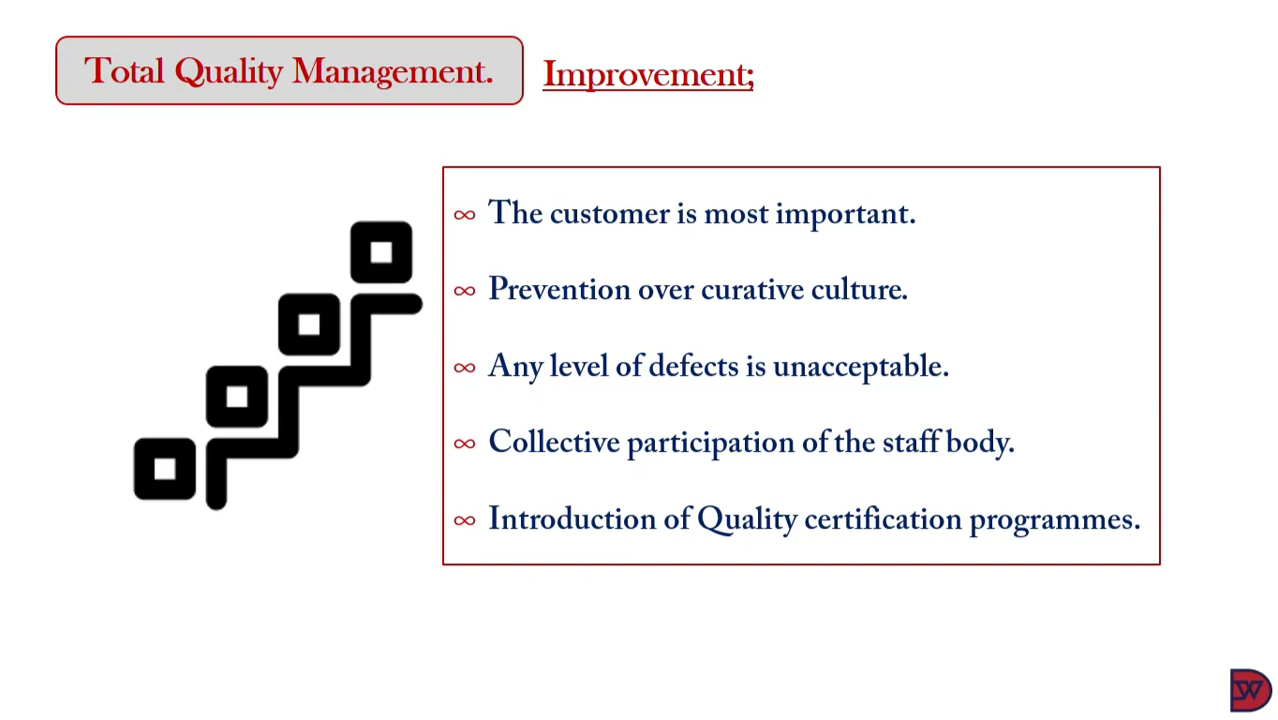 Total Quality Management.
Improvement;
∞ The customer is most important.
∞ Prevention over curative culture.
∞ Any level of defects is unacceptable.
∞ Collective participation of the staff body.
∞ Introduction of Quality certification programmes.
DW